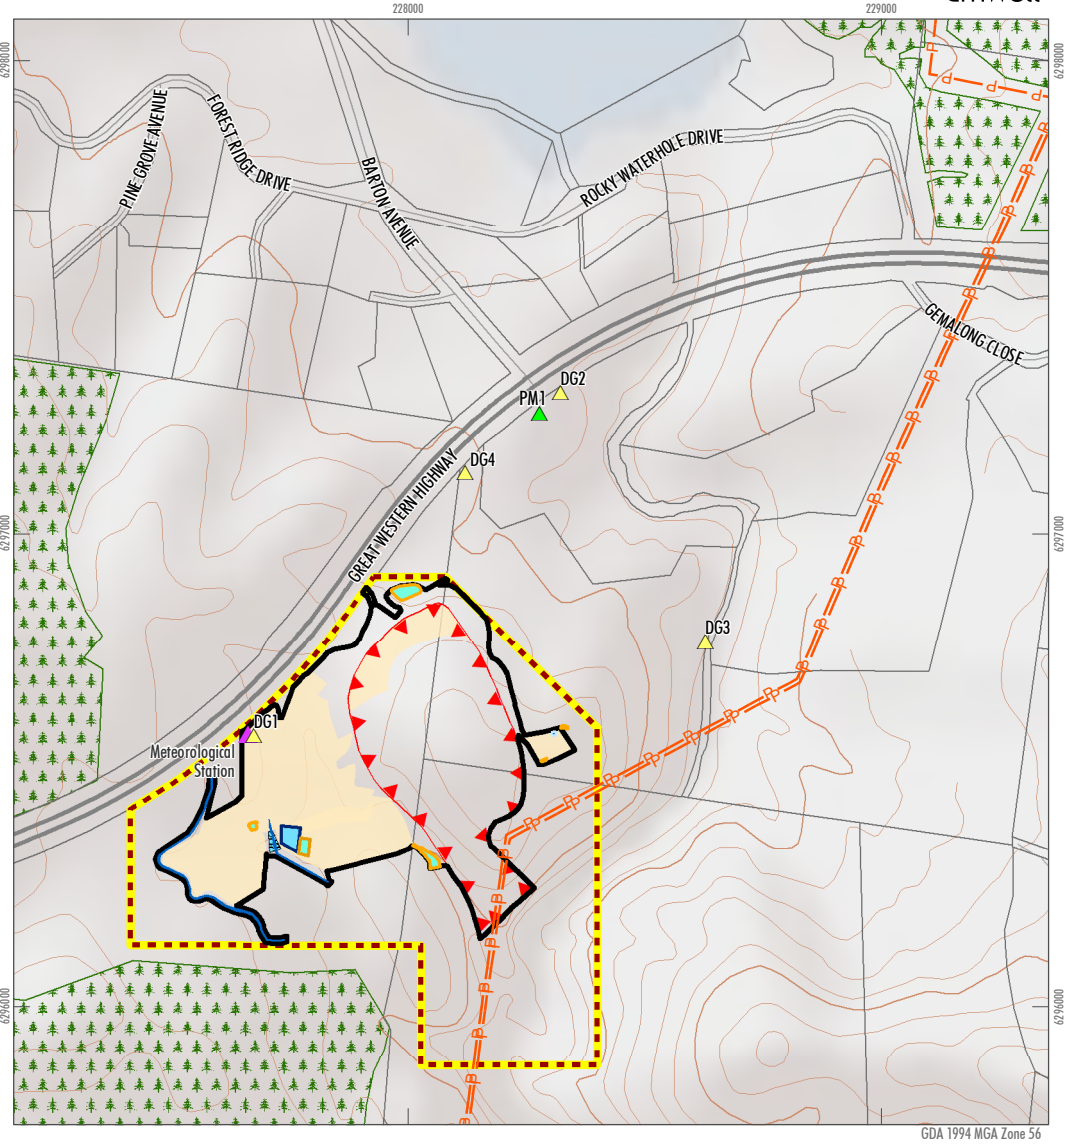 228000
229000
6298000
6298000
PINE GROVE AVENUE
FOREST RIDGE DRIVE
BARTON AVENUE
ROCKY WATERHOLE DRIVE
P
P
P
GEMALONG CLOSE
DG2
PM1
DG4
GREAT WESTERN HIGHWAY
6297000
6297000
DG3
DG1
Meteorological
Station
6296000
6296000
GDA 1994 MGA Zone 56